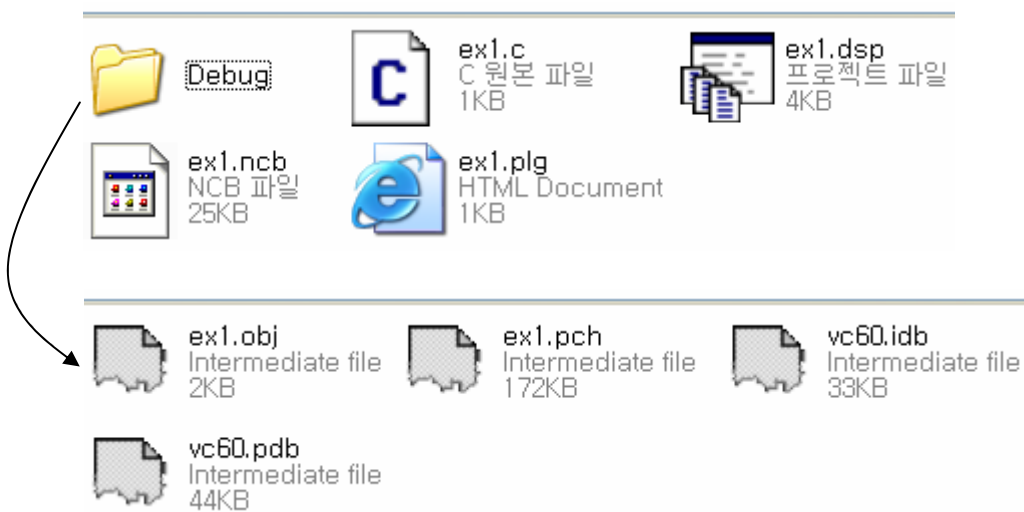 Debug
ex1.c
C 원본 파일
1KB
ex1.dsp
프로젝트 파일
4KB
ex1.ncb
NCB 파일
25KB
ex1.plg
HTML Document
1KB
ex1.obj
Intermediate file
2KB
ex1.pch
Intermediate file
172KB
vc60.idb
Intermediate file
33KB
vc60.pdb
Intermediate file
44KB